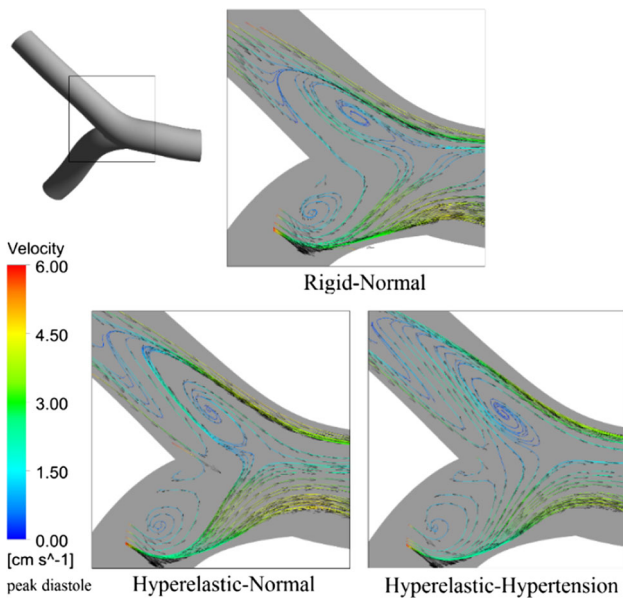 Rigid-Normal
Velocity
6.00
4.50
3.00
1.50
0.00
[cm s^-1]
peak diastole
Hyperelastic-Normal
Hyperelastic-Hypertension